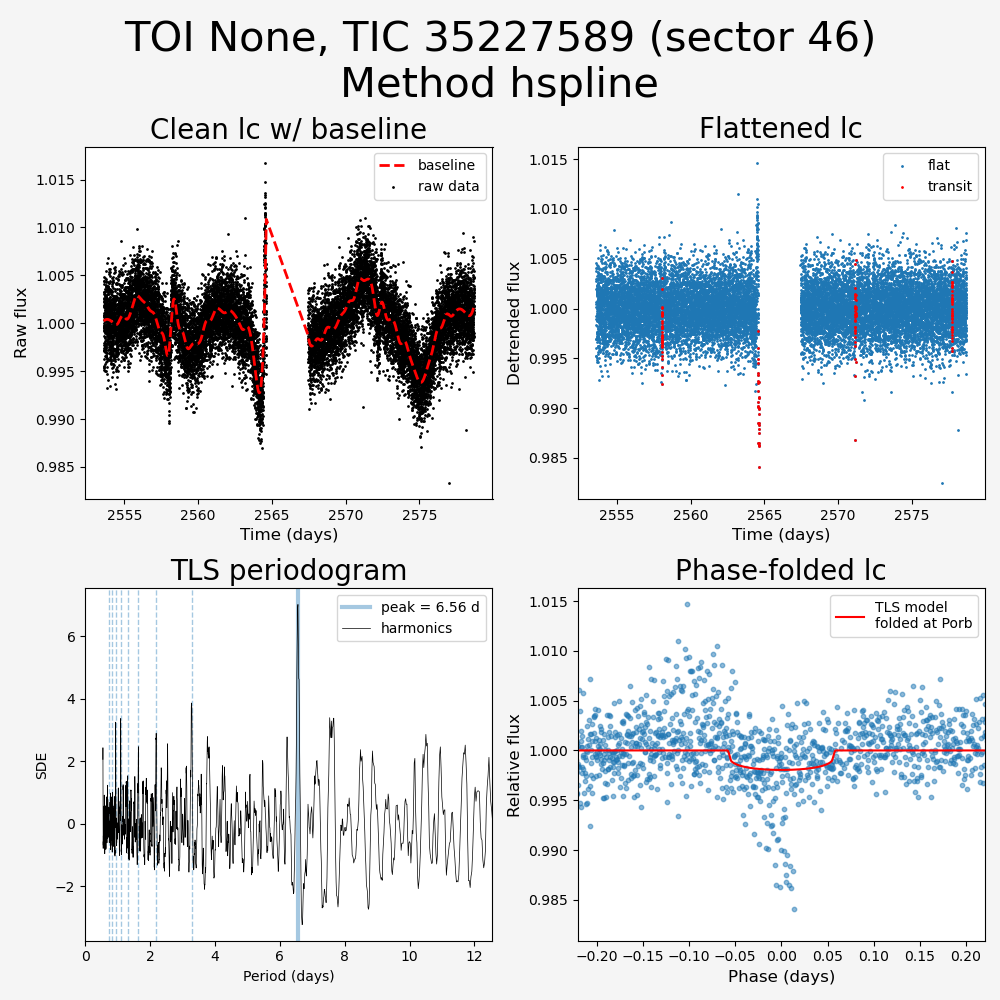 TOI None, TIC 35227589 (sector 46)
Method hspline
Clean lc w/ baseline
Raw flux
1.015
1.010
1.005
1.000
0.995
0.990
0.985
baseline
raw data
2555 2560 2565 2570 2575
Time (days)
Flattened lc
Detrended flux
1.015
1.010
1.005
1.000
0.995
0.990
0.985
flat
transit
2555 2560 2565 2570 2575
Time (days)
TLS periodogram
SDE
6
4
2
0
−2
peak = 6.56 d
harmonics
0 2 4 6 8 10 12
Period (days)
Phase-folded lc
Relative flux
1.015
1.010
1.005
1.000
0.995
0.990
0.985
TLS model
folded at Porb
−0.20 −0.15 −0.10 −0.05 0.00 0.05 0.10 0.15 0.20
Phase (days)